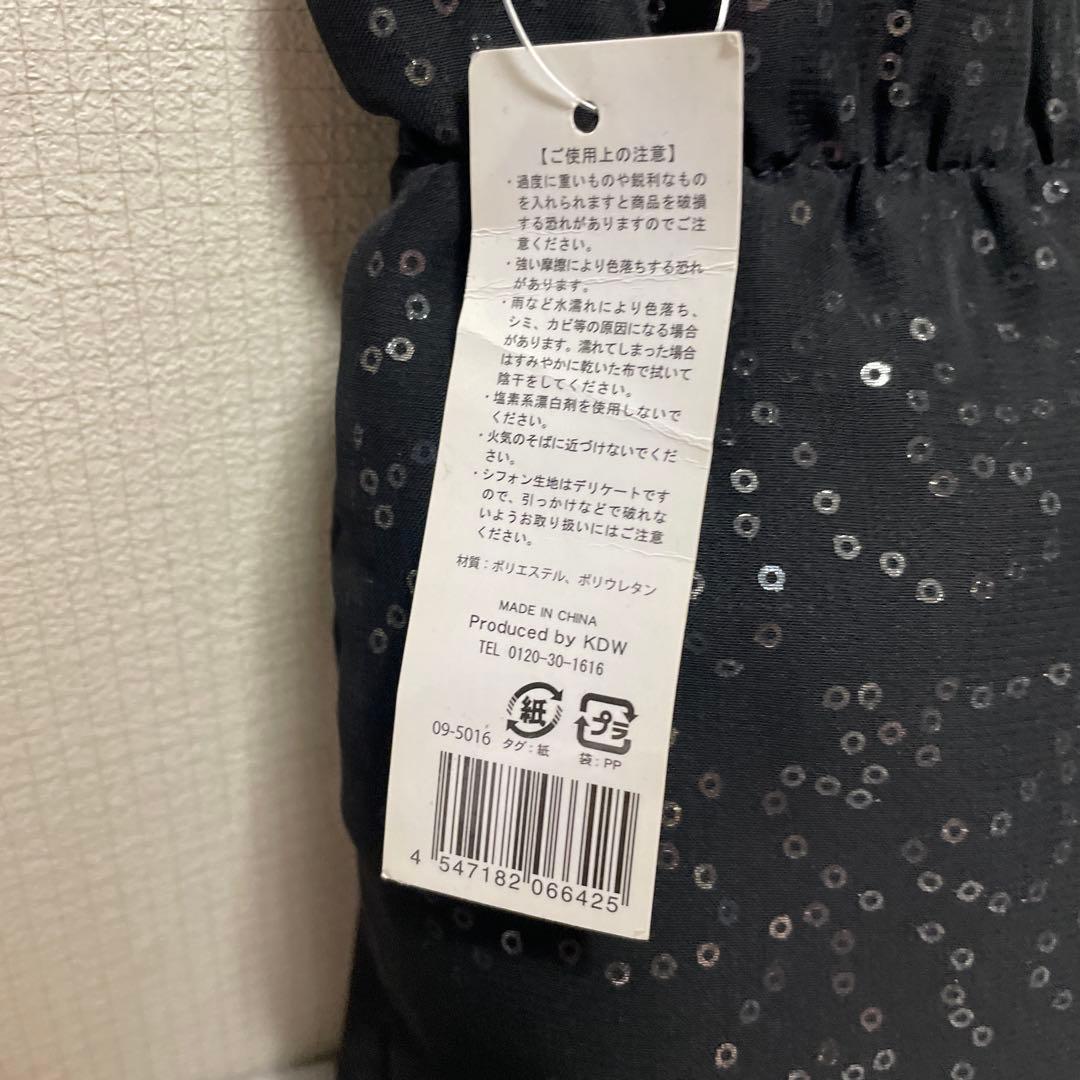 【ご使用上の注意】
・過度に重いものや鋭利なもの
を入れられますと商品を破損
する恐れがありますのでご注
意ください。
・強い摩擦により色落ちする恐れ
があります。
・雨など水濡れにより色落ち、
シミ、カビ等の原因になる場合
があります。濡れてしまった場合
はすみやかに乾いた布で拭いて
陰干をしてください。
・塩素系漂白剤を使用しないで
ください。
・火気のそばに近づけないでくだ
さい。
・シフォン生地はデリケートです
ので、引っかけなどで破れな
いようお取り扱いにはご注意
ください。
材質：ポリエステル、ポリウレタン
MADE IN CHINA
Produced by KDW
TEL 0120-30-1616
紙 プラ
09-5016 タグ：紙 袋：PP
4 547182 066425